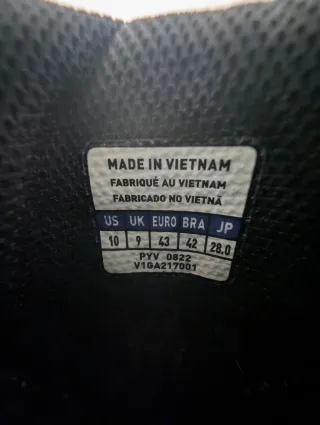 MADE IN VIETNAM
FABRIQUÉ AU VIETNAM
FABRICADO NO VIETNÃ
US UK EURO BRA JP
10 9 43 42 28.0
PYV 0822
V1GA217001